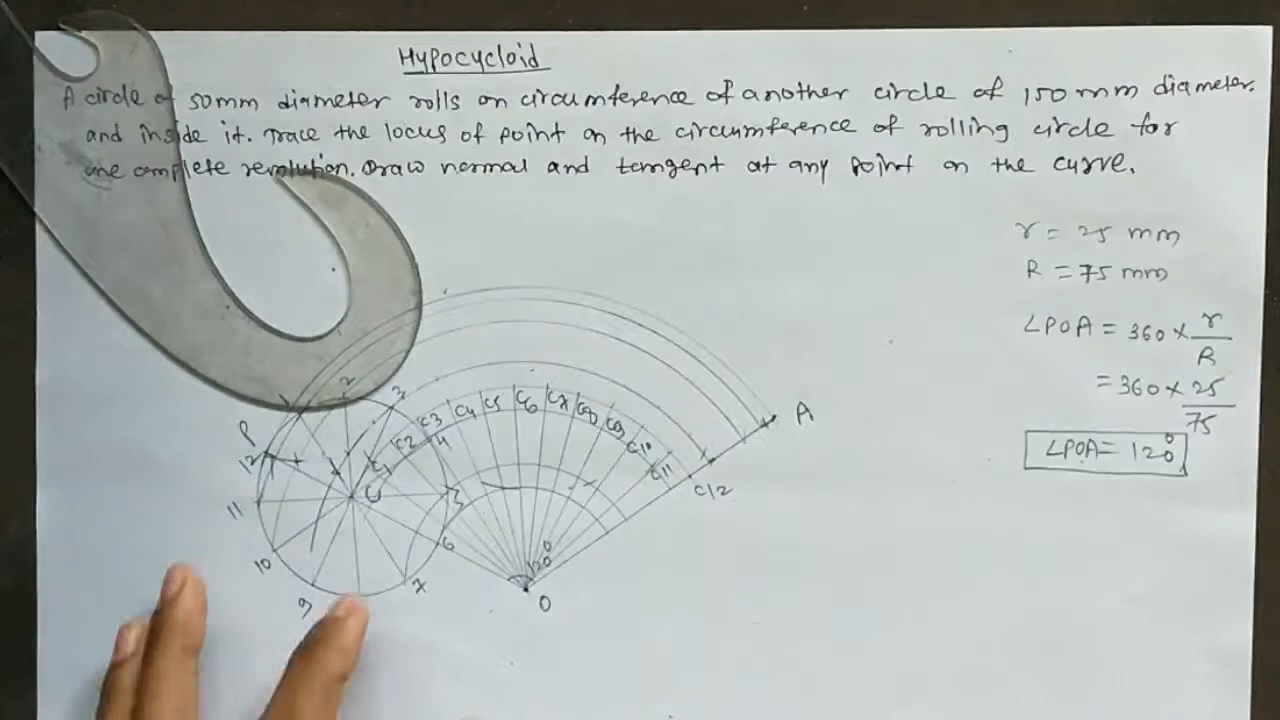 Hypocycloid
A circle of 50mm diameter rolls on circumference of another circle of 150 mm diameter.
and inside it. Trace the locus of point on the circumference of rolling circle for
one complete revolution. Draw normal and tangent at any point on the curve.
r = 25 mm
R = 75 mm
∠POA = 360 × r/R
= 360 × 25/75
∠POA = 120°
P
12
11
10
9
7
6
5
4
3
2
C
C1
C2
C3
C4
C5
C6
C7
C8
C9
C10
C11
C12
A
120°
O